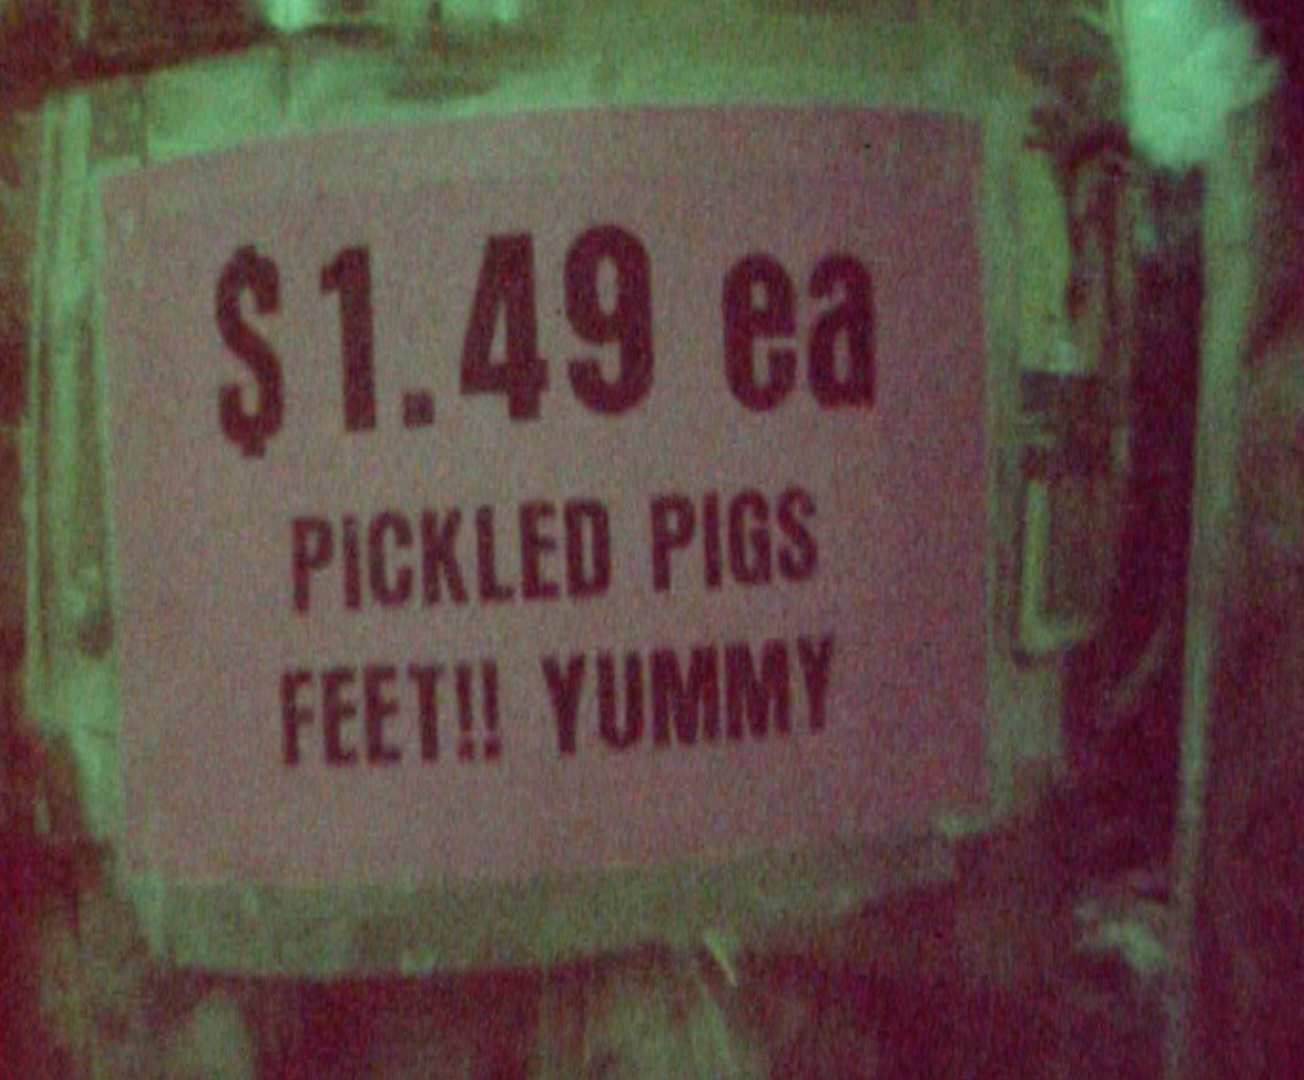 $1.49 ea
PICKLED PIGS
FEET!! YUMMY